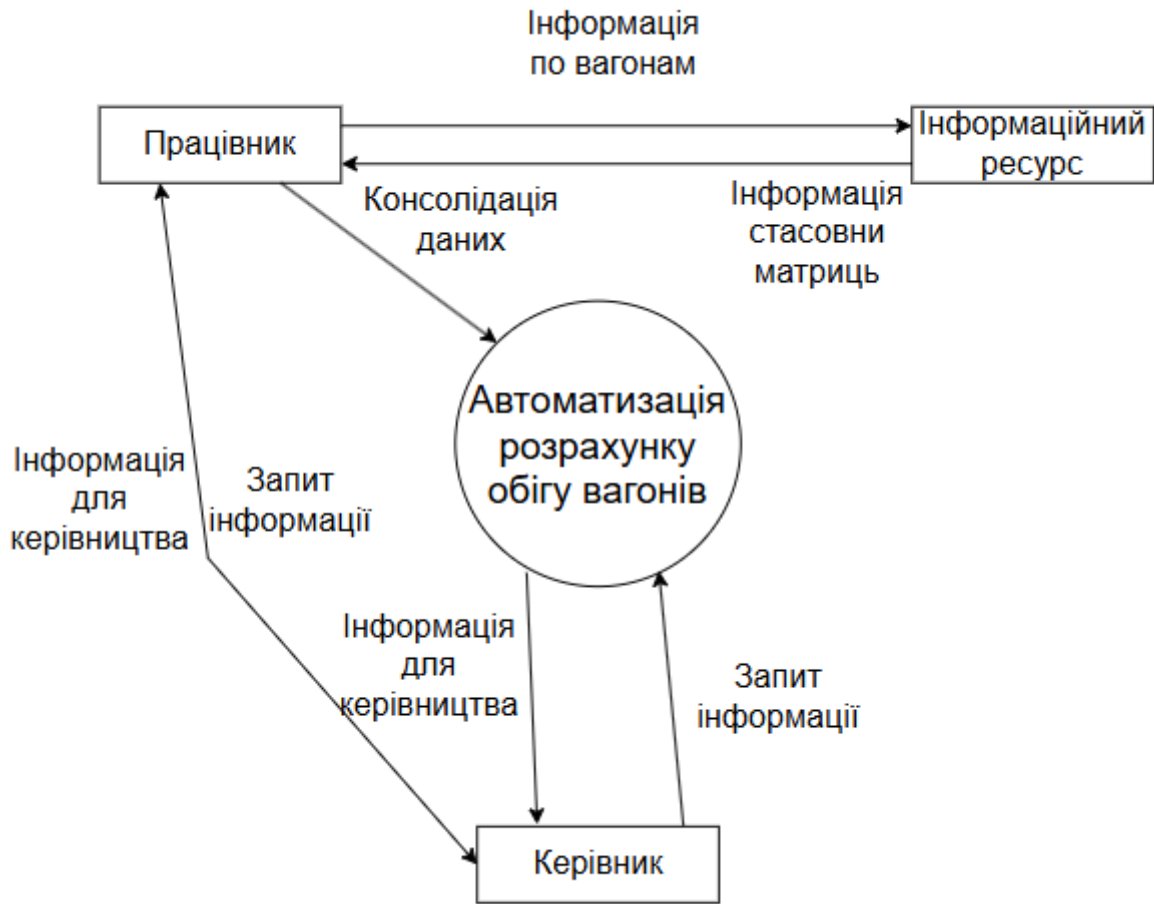 Інформація
по вагонам
Працівник
Інформаційний
ресурс
Консолідація
даних
Інформація
стасовни
матриць
Автоматизація
розрахунку
обігу вагонів
Інформація
для
керівництва
Запит
інформації
Інформація
для
керівництва
Запит
інформації
Керівник